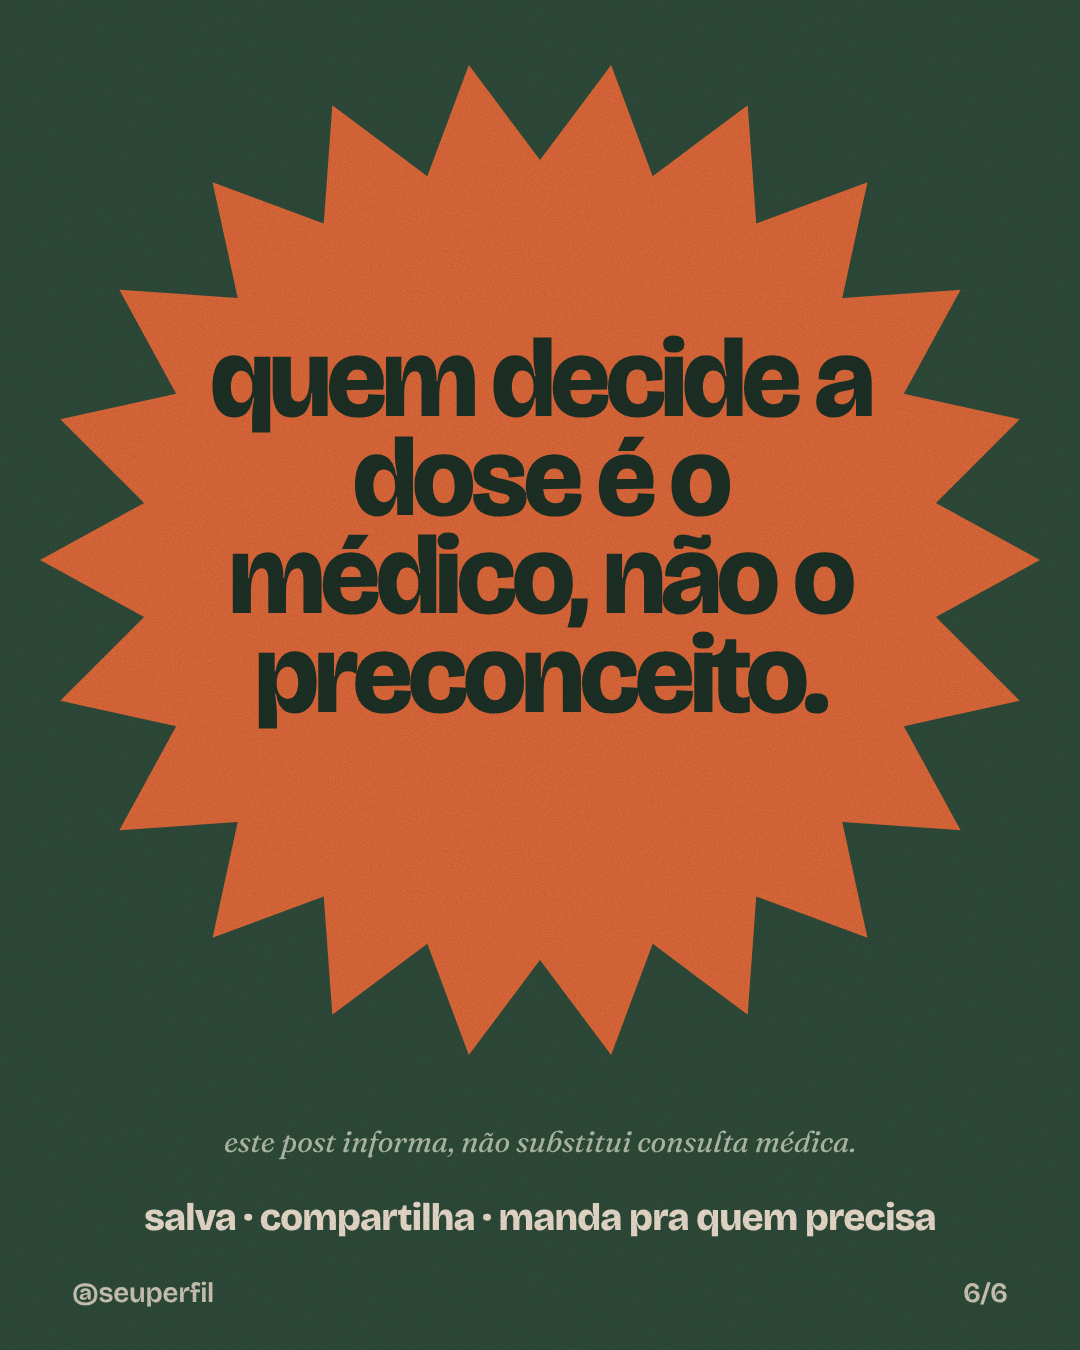 quem decide a
dose é o
médico, não o
preconceito.
este post informa, não substitui consulta médica.
salva · compartilha · manda pra quem precisa
@seuperfil
6/6